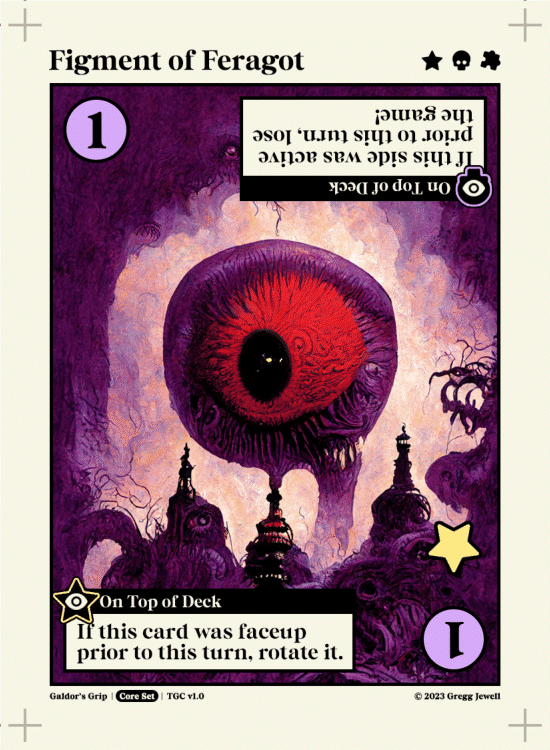 Figment of Feragot
1
If this side was active
prior to this turn, lose
the game!
On Top of Deck
On Top of Deck
If this card was faceup
prior to this turn, rotate it.
1
Galdor's Grip | Core Set | TGC v1.0
© 2023 Gregg Jewell